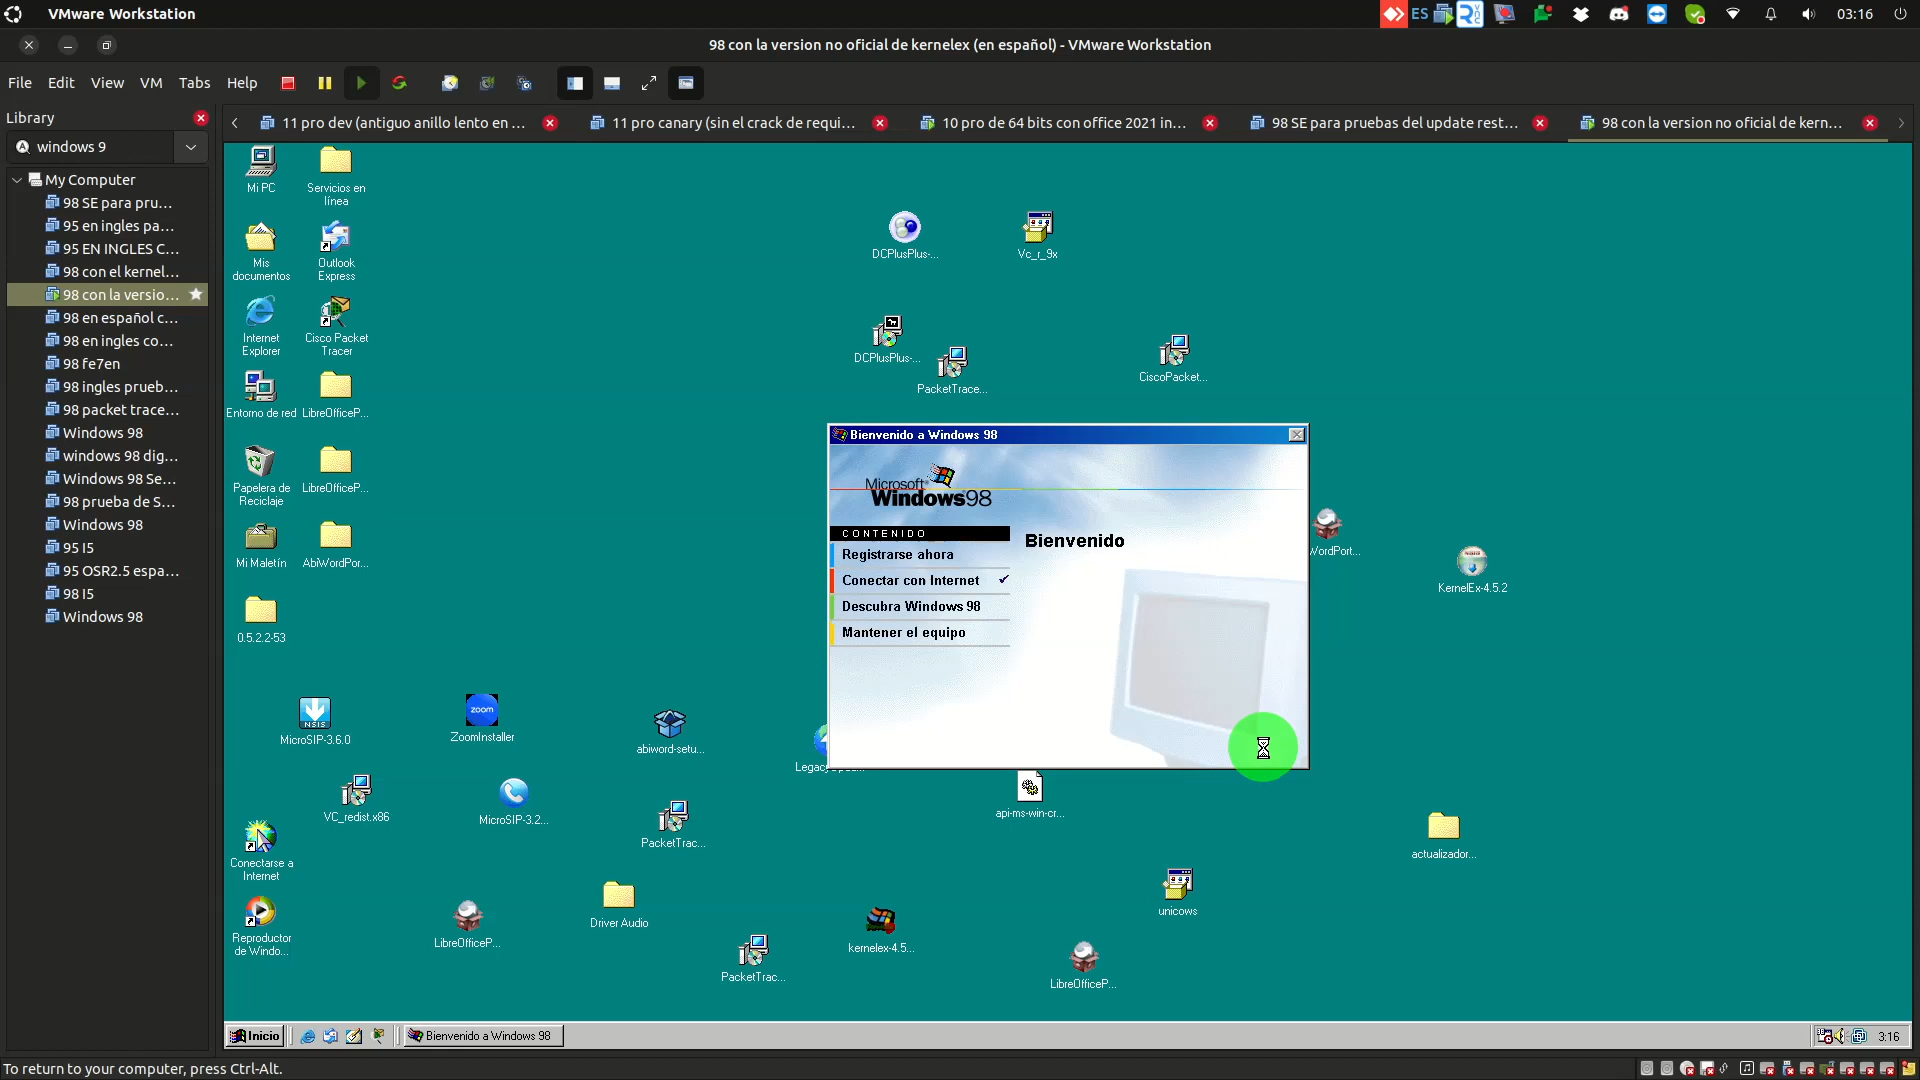 VMware Workstation
ES
03:16
98 con la version no oficial de kernelex (en español) - VMware Workstation
File Edit View VM Tabs Help
Library
windows 9
11 pro dev (antiguo anillo lento en ...
11 pro canary (sin el crack de requi...
10 pro de 64 bits con office 2021 in...
98 SE para pruebas del update rest...
98 con la version no oficial de kern...
My Computer
98 SE para pru...
95 en ingles pa...
95 EN INGLES C...
98 con el kernel...
98 con la versio...
98 en español c...
98 en ingles co...
98 fe7en
98 ingles prueb...
98 packet trace...
Windows 98
windows 98 dig...
Windows 98 Se...
98 prueba de S...
Windows 98
95 I5
95 OSR2.5 espa...
98 I5
Windows 98
Mi PC
Servicios en
línea
Mis
documentos
Outlook
Express
Internet
Explorer
Cisco Packet
Tracer
Entorno de red
LibreOfficeP...
Papelera de
Reciclaje
LibreOfficeP...
Mi Maletín
AbiWordPor...
0.5.2.2-53
DCPlusPlus-...
Vc_r_9x
DCPlusPlus-...
PacketTrace...
CiscoPacket...
Bienvenido a Windows 98
Microsoft
Windows98
CONTENIDO
Registrarse ahora
Conectar con Internet
Descubra Windows 98
Mantener el equipo
Bienvenido
WordPort...
KernelEx-4.5.2
MicroSIP-3.6.0
NSIS
zoom
ZoomInstaller
abiword-setu...
VC_redist.x86
MicroSIP-3.2...
PacketTrac...
api-ms-win-cr...
actualizador...
Conectarse a
Internet
Reproductor
de Windo...
LibreOfficeP...
Driver Audio
PacketTrac...
kernelex-4.5...
unicows
LibreOfficeP...
Inicio
Bienvenido a Windows 98
3:16
To return to your computer, press Ctrl-Alt.